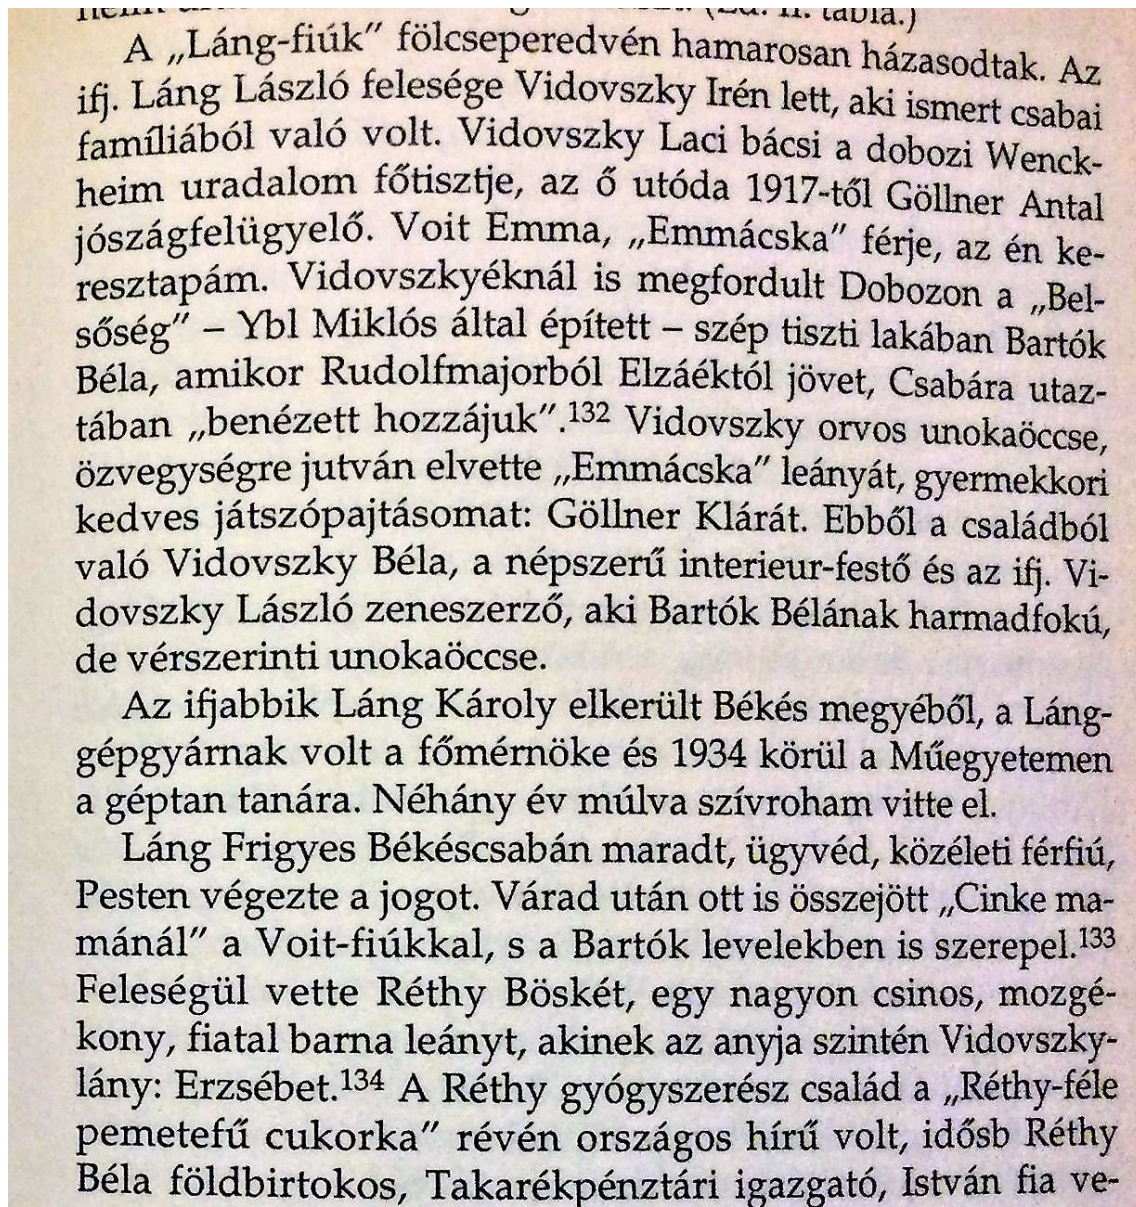 A „Láng-fiúk” fölcseperedvén hamarosan házasodtak. Az
ifj. Láng László felesége Vidovszky Irén lett, aki ismert csabai
famíliából való volt. Vidovszky Laci bácsi a dobozi Wenck-
heim uradalom főtisztje, az ő utóda 1917-től Göllner Antal
jószágfelügyelő. Voit Emma, „Emmácska” férje, az én ke-
resztapám. Vidovszkyéknál is megfordult Dobozon a „Bel-
sőség” – Ybl Miklós által épített – szép tiszti lakában Bartók
Béla, amikor Rudolfmajorból Elzáéktól jövet, Csabára utaz-
tában „benézett hozzájuk”.132 Vidovszky orvos unokaöccse,
özvegységre jutván elvette „Emmácska” leányát, gyermekkori
kedves játszópajtásomat: Göllner Klárát. Ebből a családból
való Vidovszky Béla, a népszerű interieur-festő és az ifj. Vi-
dovszky László zeneszerző, aki Bartók Bélának harmadfokú,
de vérszerinti unokaöccse.
Az ifjabbik Láng Károly elkerült Békés megyéből, a Láng-
gépgyárnak volt a főmérnöke és 1934 körül a Műegyetemen
a géptan tanára. Néhány év múlva szívroham vitte el.
Láng Frigyes Békéscsabán maradt, ügyvéd, közéleti férfiú,
Pesten végezte a jogot. Várad után ott is összejött „Cinke ma-
mánál” a Voit-fiúkkal, s a Bartók levelekben is szerepel.133
Feleségül vette Réthy Böskét, egy nagyon csinos, mozgé-
kony, fiatal barna leányt, akinek az anyja szintén Vidovszky-
lány: Erzsébet.134 A Réthy gyógyszerész család a „Réthy-féle
pemetefű cukorka” révén országos hírű volt, idősb Réthy
Béla földbirtokos, Takarékpénztári igazgató, István fia ve-